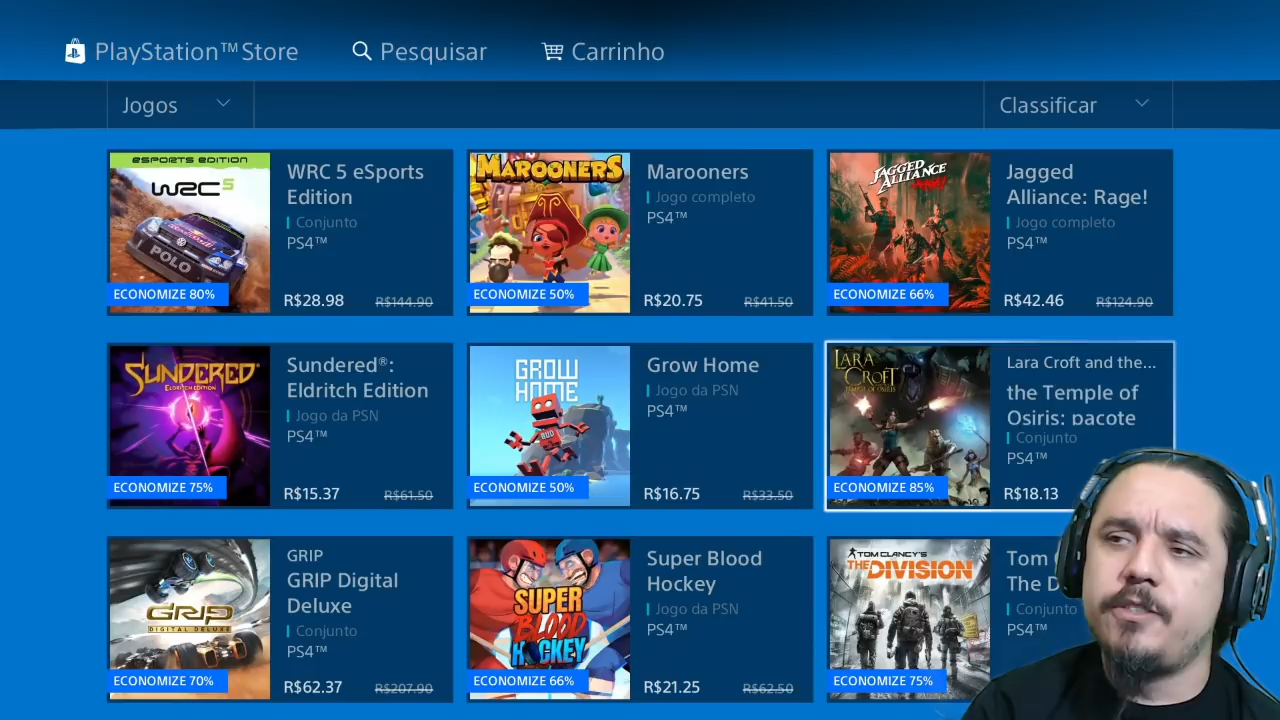 PlayStation™Store
Pesquisar
Carrinho
Jogos
Classificar
ESPORTS EDITION
WRC 5
POLO
ECONOMIZE 80%
WRC 5 eSports
Edition
Conjunto
PS4™
R$28.98
R$144.90
MAROONERS
ECONOMIZE 50%
Marooners
Jogo completo
PS4™
R$20.75
R$41.50
JAGGED
ALLIANCE
RAGE!
ECONOMIZE 66%
Jagged
Alliance: Rage!
Jogo completo
PS4™
R$42.46
R$124.90
SUNDERED®
ELDRITCH EDITION
ECONOMIZE 75%
Sundered®:
Eldritch Edition
Jogo da PSN
PS4™
R$15.37
R$61.50
GROW
HOME
BUD
ECONOMIZE 50%
Grow Home
Jogo da PSN
PS4™
R$16.75
R$33.50
LARA
CROFT
TEMPLE OF OSIRIS
ECONOMIZE 85%
Lara Croft and the...
the Temple of
Osiris: pacote
Conjunto
PS4™
R$18.13
GRIP
DIGITAL DELUXE
ECONOMIZE 70%
GRIP
GRIP Digital
Deluxe
Conjunto
PS4™
R$62.37
R$207.90
SUPER
BLOOD
HOCKEY
ECONOMIZE 66%
Super Blood
Hockey
Jogo da PSN
PS4™
R$21.25
R$62.50
TOM CLANCY'S
THE DIVISION
ECONOMIZE 75%
Tom
The D
Conjunto
PS4™